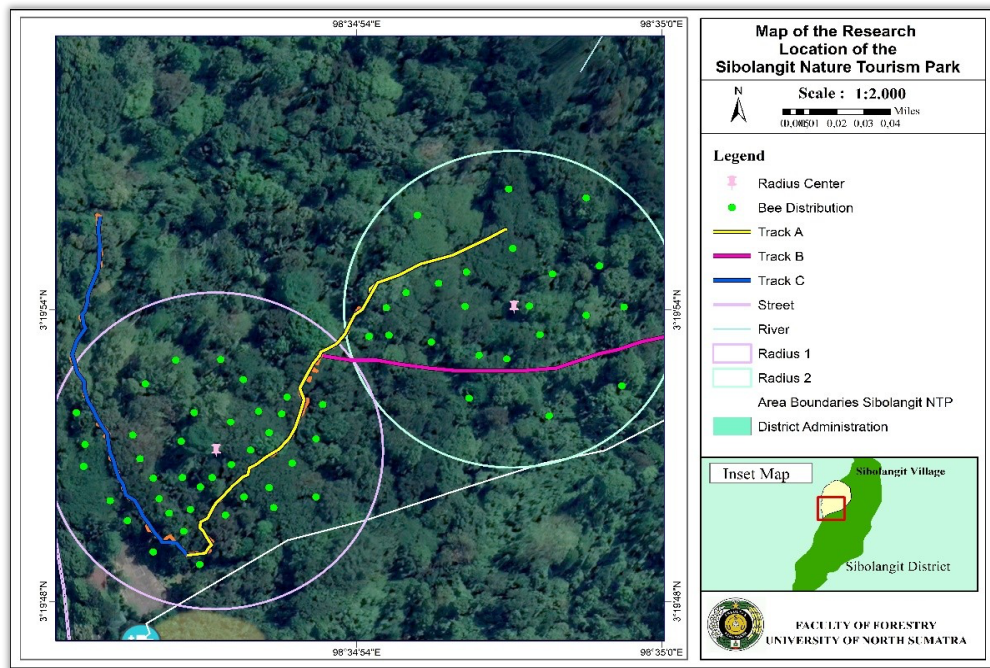 98°34'54"E
98°35'0"E
3°19'54"N
3°19'48"N
3°19'54"N
3°19'48"N
98°34'54"E
98°35'0"E
Map of the Research
Location of the
Sibolangit Nature Tourism Park
N
Scale : 1:2,000
Miles
0,02 0,03 0,04
Legend
Radius Center
Bee Distribution
Track A
Track B
Track C
Street
River
Radius 1
Radius 2
Area Boundaries Sibolangit NTP
District Administration
Inset Map
Sibolangit Village
Sibolangit District
FACULTY OF FORESTRY
UNIVERSITY OF NORTH SUMATRA